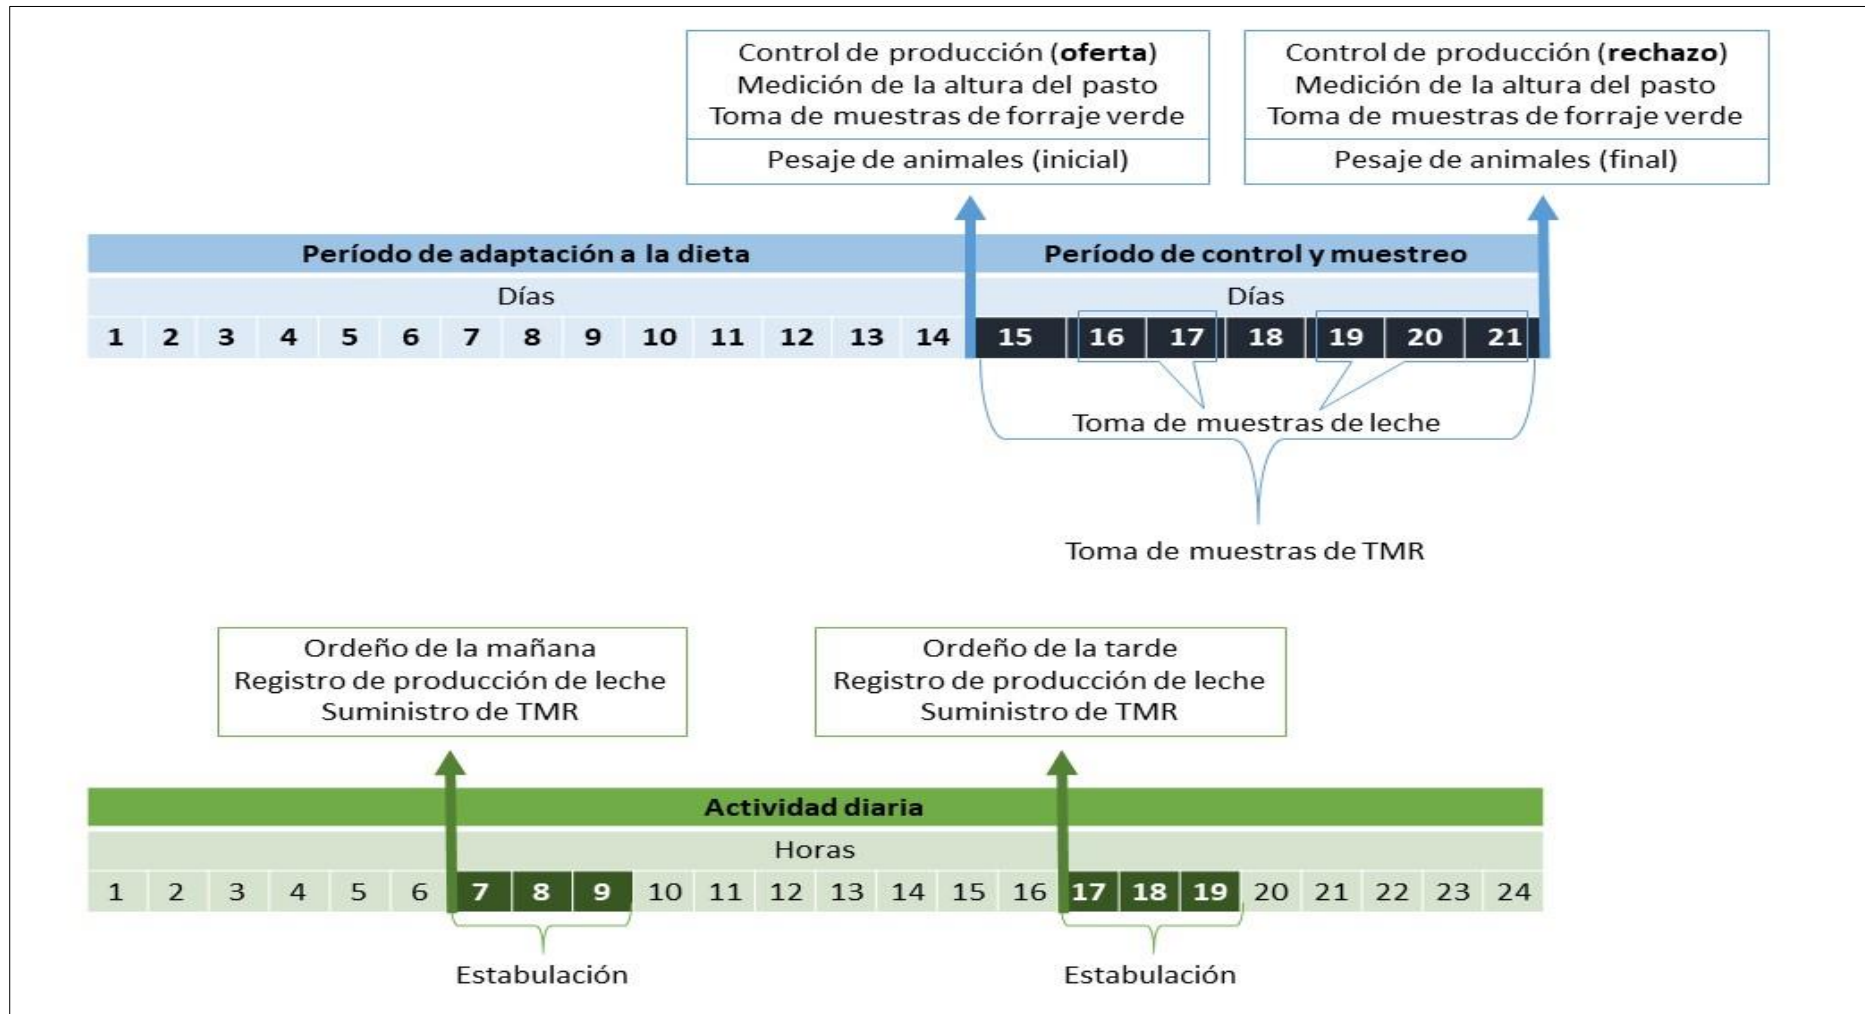 Control de producción (oferta)
Medición de la altura del pasto
Toma de muestras de forraje verde
Pesaje de animales (inicial)
Control de producción (rechazo)
Medición de la altura del pasto
Toma de muestras de forraje verde
Pesaje de animales (final)
Período de adaptación a la dieta
Período de control y muestreo
Días
Días
1 2 3 4 5 6 7 8 9 10 11 12 13 14 15 16 17 18 19 20 21
Toma de muestras de leche
Toma de muestras de TMR
Ordeño de la mañana
Registro de producción de leche
Suministro de TMR
Ordeño de la tarde
Registro de producción de leche
Suministro de TMR
Actividad diaria
Horas
1 2 3 4 5 6 7 8 9 10 11 12 13 14 15 16 17 18 19 20 21 22 23 24
Estabulación
Estabulación